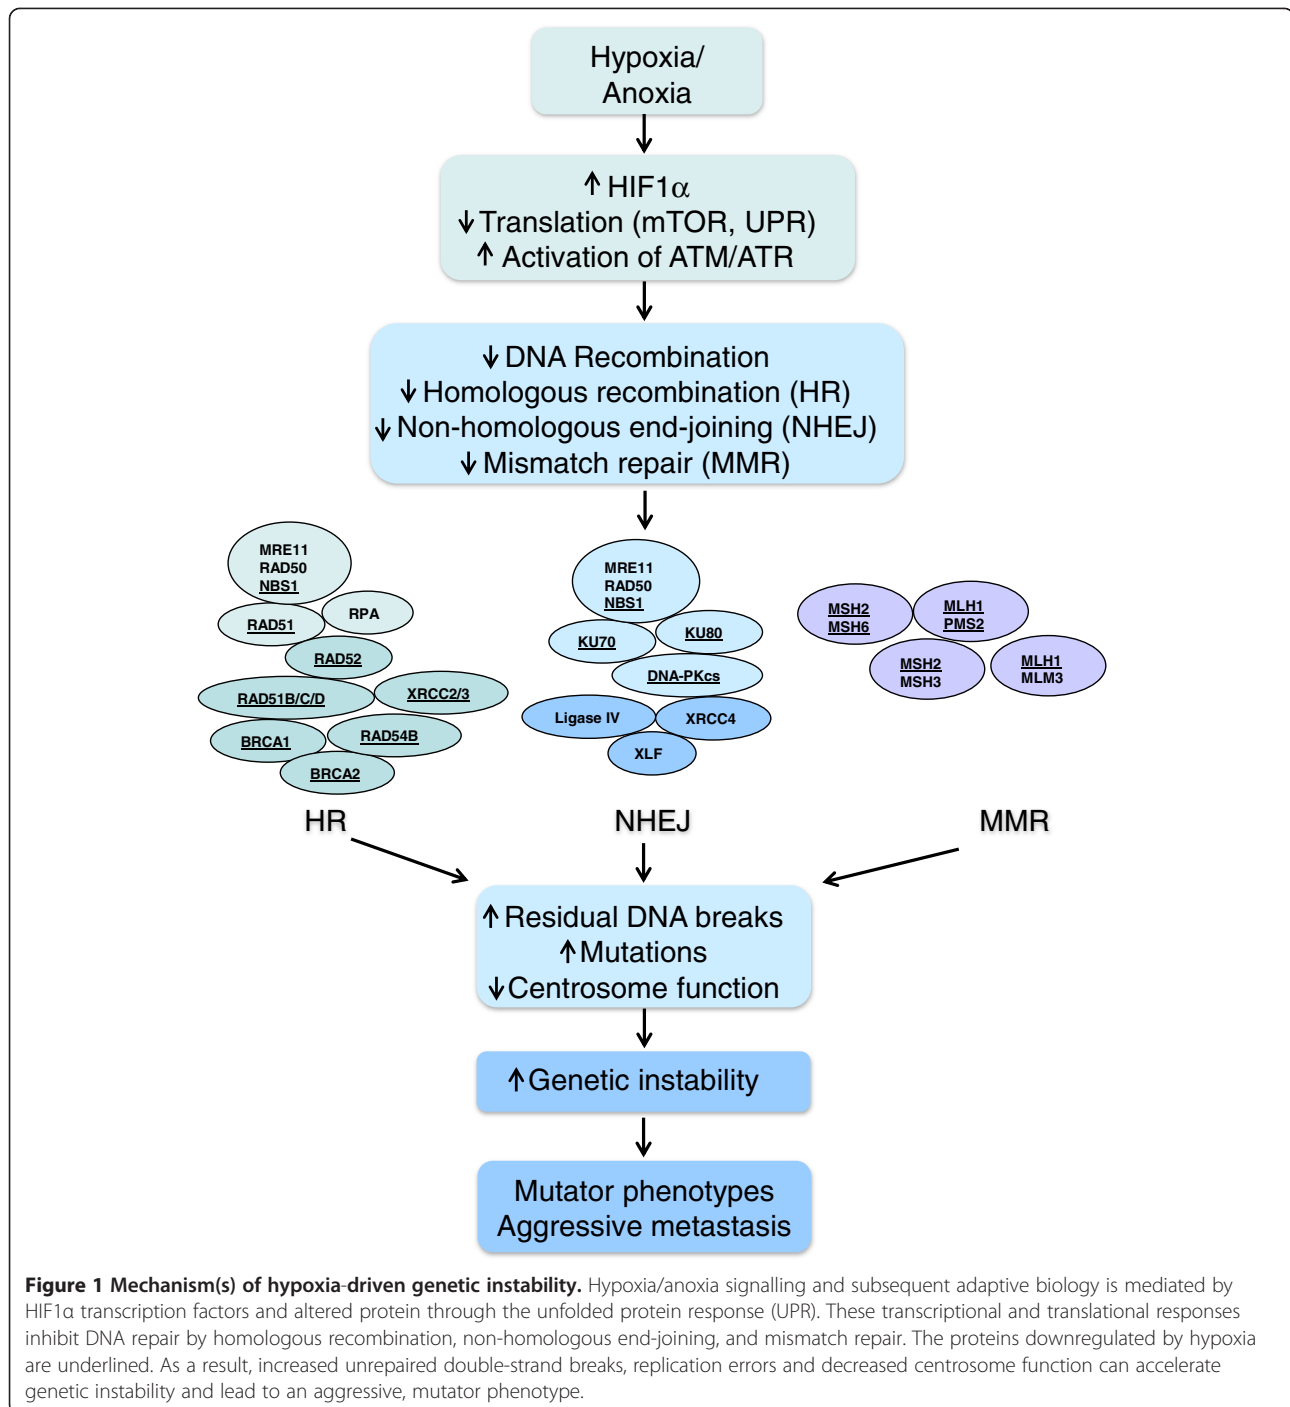 Hypoxia/
Anoxia
↑ HIF1α
↓ Translation (mTOR, UPR)
↑ Activation of ATM/ATR
↓ DNA Recombination
↓ Homologous recombination (HR)
↓ Non-homologous end-joining (NHEJ)
↓ Mismatch repair (MMR)
MRE11
RAD50
NBS1
RAD51
RPA
RAD52
RAD51B/C/D
XRCC2/3
BRCA1
RAD54B
BRCA2
HR
MRE11
RAD50
NBS1
KU70
KU80
DNA-PKcs
Ligase IV
XRCC4
XLF
NHEJ
MSH2
MSH6
MLH1
PMS2
MSH2
MSH3
MLH1
MLM3
MMR
↑ Residual DNA breaks
↑ Mutations
↓ Centrosome function
↑ Genetic instability
Mutator phenotypes
Aggressive metastasis
Figure 1 Mechanism(s) of hypoxia-driven genetic instability. Hypoxia/anoxia signalling and subsequent adaptive biology is mediated by
HIF1α transcription factors and altered protein through the unfolded protein response (UPR). These transcriptional and translational responses
inhibit DNA repair by homologous recombination, non-homologous end-joining, and mismatch repair. The proteins downregulated by hypoxia
are underlined. As a result, increased unrepaired double-strand breaks, replication errors and decreased centrosome function can accelerate
genetic instability and lead to an aggressive, mutator phenotype.